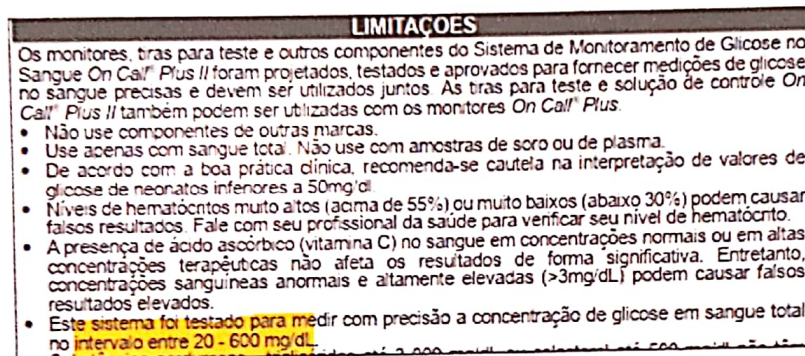 LIMITAÇÕES
Os monitores, tiras para teste e outros componentes do Sistema de Monitoramento de Glicose no
Sangue On Call® Plus II foram projetados, testados e aprovados para fornecer medições de glicose
no sangue precisas e devem ser utilizados juntos. As tiras para teste e solução de controle On
Call® Plus II também podem ser utilizadas com os monitores On Call® Plus.
• Não use componentes de outras marcas.
• Use apenas com sangue total. Não use com amostras de soro ou de plasma.
• De acordo com a boa prática clínica, recomenda-se cautela na interpretação de valores de
glicose de neonatos inferiores a 50mg/dl.
• Níveis de hematócritos muito altos (acima de 55%) ou muito baixos (abaixo 30%) podem causar
falsos resultados. Fale com seu profissional da saúde para verificar seu nível de hematócrito.
• A presença de ácido ascórbico (vitamina C) no sangue em concentrações normais ou em altas
concentrações terapêuticas não afeta os resultados de forma significativa. Entretanto,
concentrações sanguíneas anormais e altamente elevadas (>3mg/dL) podem causar falsos
resultados elevados.
• Este sistema foi testado para medir com precisão a concentração de glicose em sangue total
no intervalo entre 20 - 600 mg/dL.